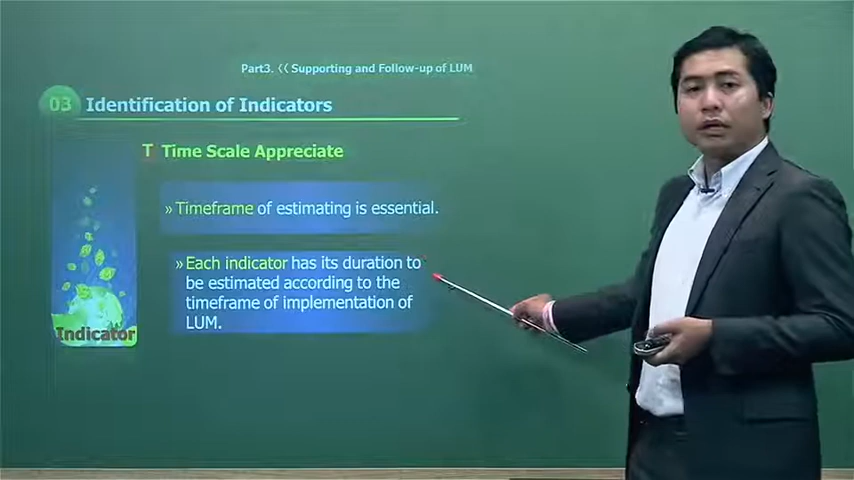 Part3. << Supporting and Follow-up of LUM
03 Identification of Indicators
T Time Scale Appreciate
» Timeframe of estimating is essential.
» Each indicator has its duration to
be estimated according to the
timeframe of implementation of
LUM.
Indicator